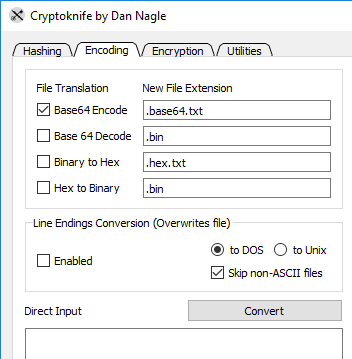 Cryptoknife by Dan Nagle
Hashing Encoding Encryption Utilities
File Translation New File Extension
Base64 Encode .base64.txt
Base 64 Decode .bin
Binary to Hex .hex.txt
Hex to Binary .bin
Line Endings Conversion (Overwrites file)
Enabled to DOS to Unix
Skip non-ASCII files
Direct Input Convert